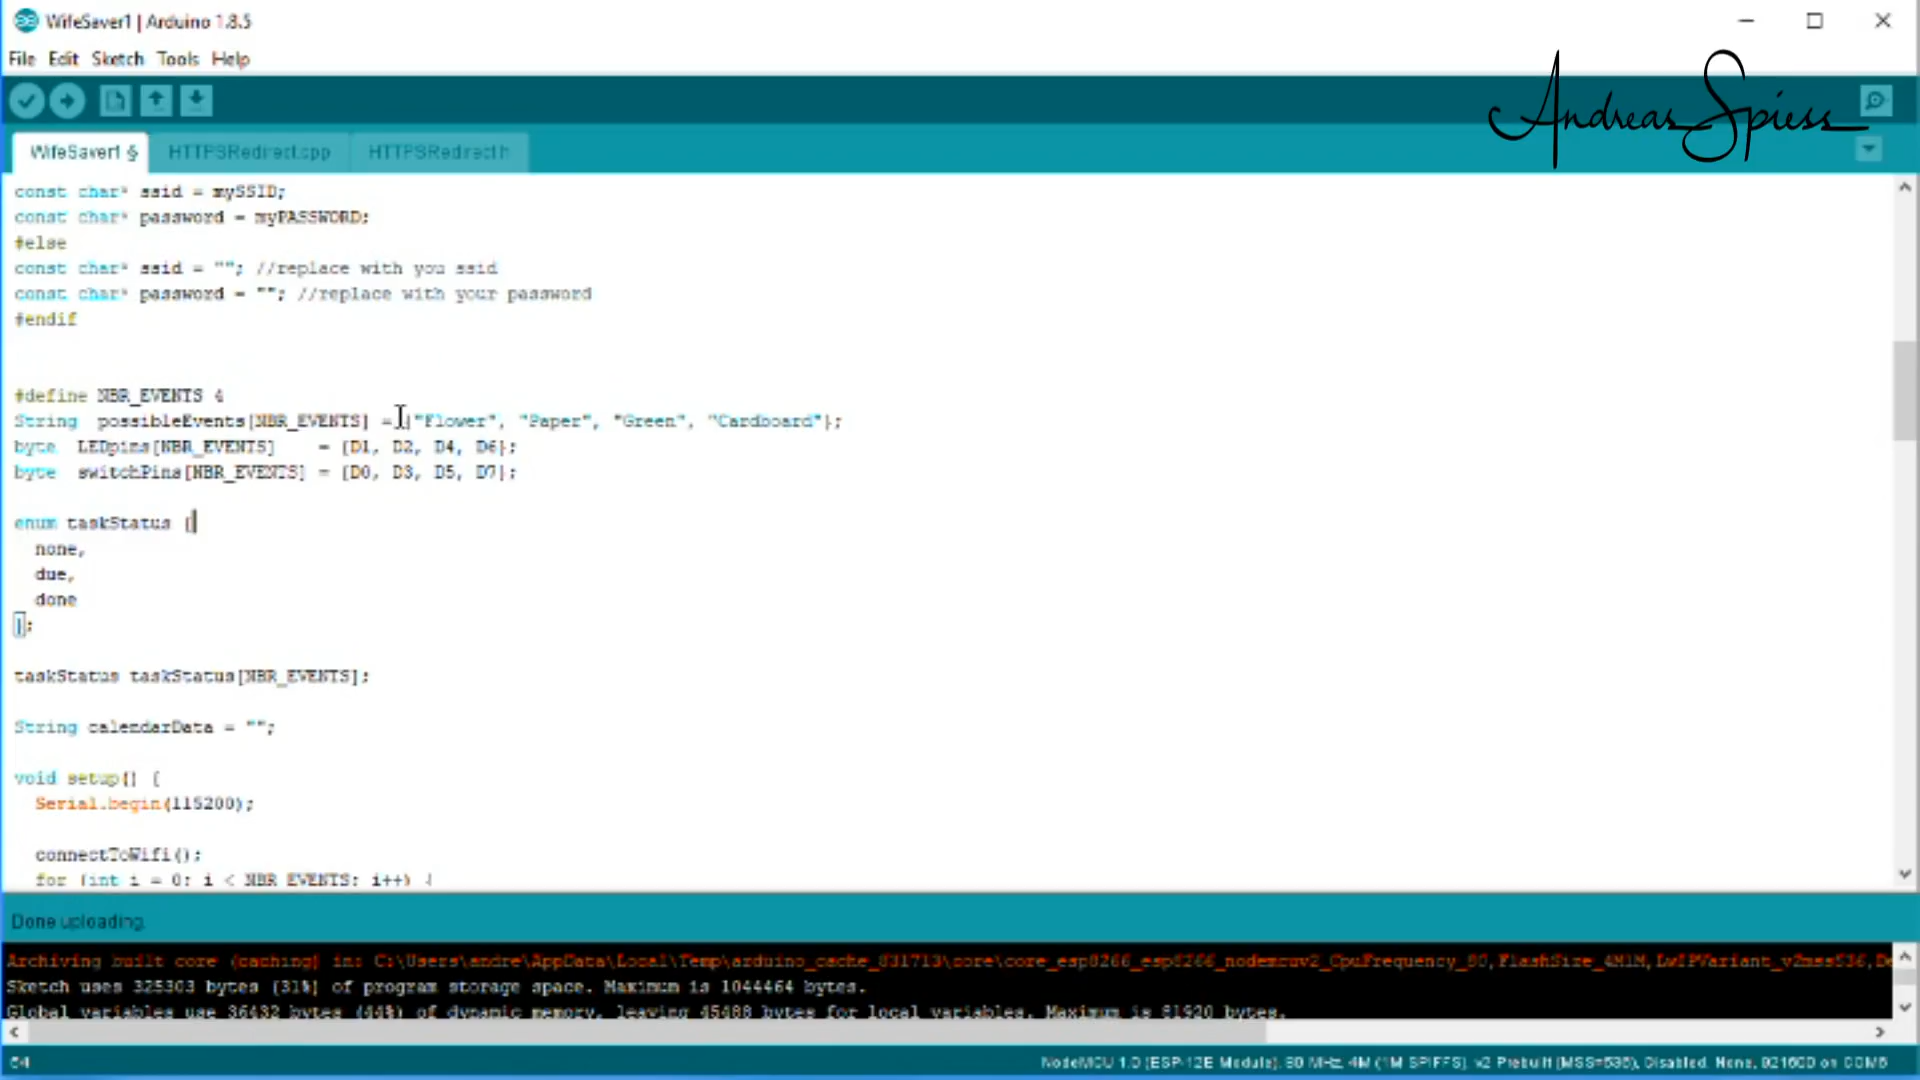 WifeSaver1 | Arduino 1.8.5
File Edit Sketch Tools Help
Andreas Spiess
WifeSaver1 § HTTPSRedirect.cpp HTTPSRedirect.h
const char* ssid = mySSID;
const char* password = myPASSWORD;
#else
const char* ssid = ""; //replace with you ssid
const char* password = ""; //replace with your password
#endif
#define NBR_EVENTS 4
String possibleEvents[NBR_EVENTS] = {"Flower", "Paper", "Green", "Cardboard"};
byte LEDpins[NBR_EVENTS] = {D1, D2, D4, D6};
byte switchPins[NBR_EVENTS] = {D0, D3, D5, D7};
enum taskStatus {
none,
due,
done
};
taskStatus taskStatus[NBR_EVENTS];
String calendarData = "";
void setup() {
Serial.begin(115200);
connectToWifi();
for (int i = 0; i < NBR_EVENTS; i++) {
Done uploading.
Archiving built core (caching) in: C:\Users\andre\AppData\Local\Temp\arduino_cache_831713\core\core_esp8266_esp8266_nodemcuv2_CpuFrequency_80,FlashSize_4M1M,LwIPVariant_v2mss536,De
Sketch uses 325303 bytes (31%) of program storage space. Maximum is 1044464 bytes.
Global variables use 36432 bytes (44%) of dynamic memory, leaving 45488 bytes for local variables. Maximum is 81920 bytes.
64 NodeMCU 1.0 (ESP-12E Module), 80 MHz, 4M (1M SPIFFS), v2 Prebuilt (MSS=536), Disabled, None, 921600 on COM6